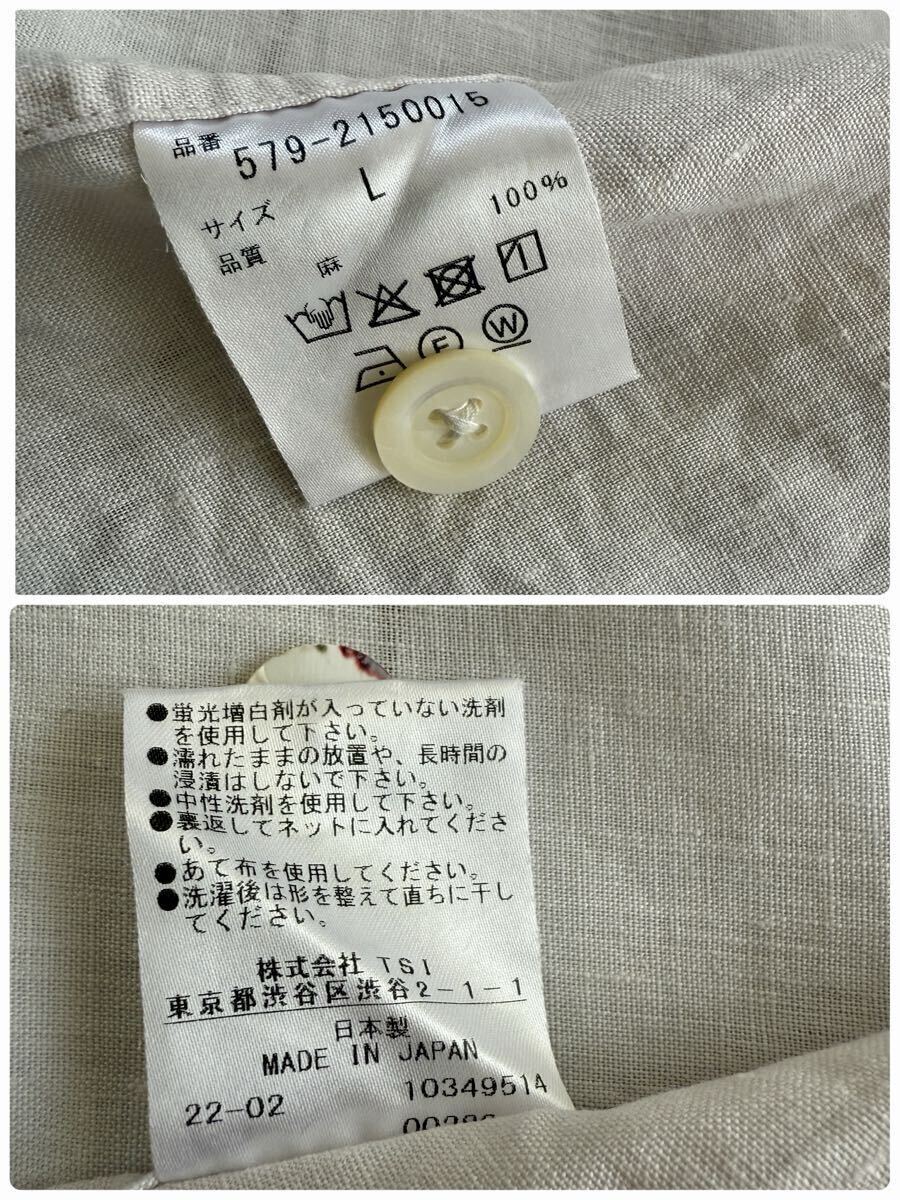 品番 579-2150015
サイズ L
品質 麻 100%
F W
●蛍光増白剤が入っていない洗剤
を使用して下さい。
●濡れたままの放置や、長時間の
浸漬はしないで下さい。
●中性洗剤を使用して下さい。
●裏返してネットに入れてくださ
い。
●あて布を使用してください。
●洗濯後は形を整えて直ちに干し
てください。
株式会社 TSI
東京都渋谷区渋谷2-1-1
日本製
MADE IN JAPAN
22-02 10349514